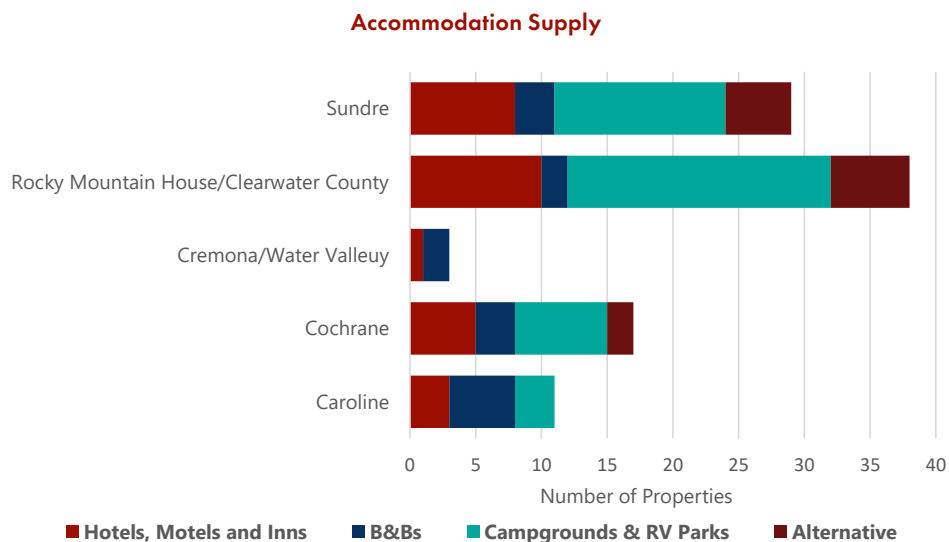 Accommodation Supply
Sundre
Rocky Mountain House/Clearwater County
Cremona/Water Valleuy
Cochrane
Caroline
0 5 10 15 20 25 30 35 40
Number of Properties
Hotels, Motels and Inns B&Bs Campgrounds & RV Parks Alternative